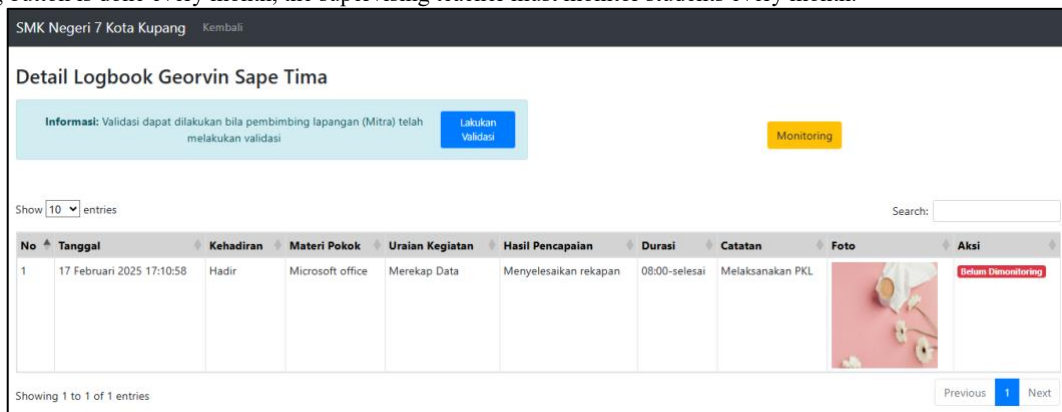 button is done every month, the supervising teacher must monitor students every month.
SMK Negeri 7 Kota Kupang Kembali
Detail Logbook Georvin Sape Tima
Informasi: Validasi dapat dilakukan bila pembimbing lapangan (Mitra) telah
melakukan validasi
Lakukan
Validasi
Monitoring
Show 10 entries
Search:
No Tanggal Kehadiran Materi Pokok Uraian Kegiatan Hasil Pencapaian Durasi Catatan Foto Aksi
1 17 Februari 2025 17:10:58 Hadir Microsoft office Merekap Data Menyelesaikan rekapan 08:00-selesai Melaksanakan PKL Belum Dimonitoring
Showing 1 to 1 of 1 entries
Previous 1 Next